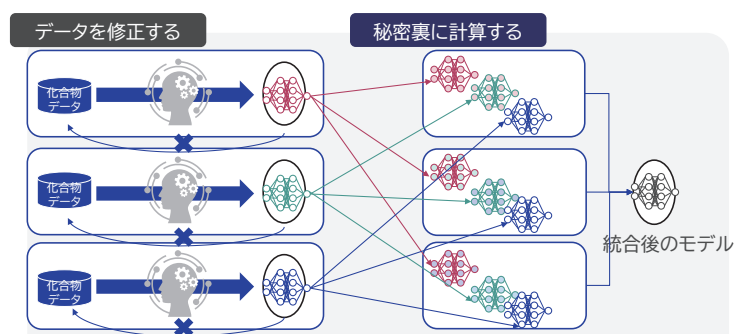 データを修正する
秘密裏に計算する
化合物
データ
化合物
データ
化合物
データ
統合後のモデル